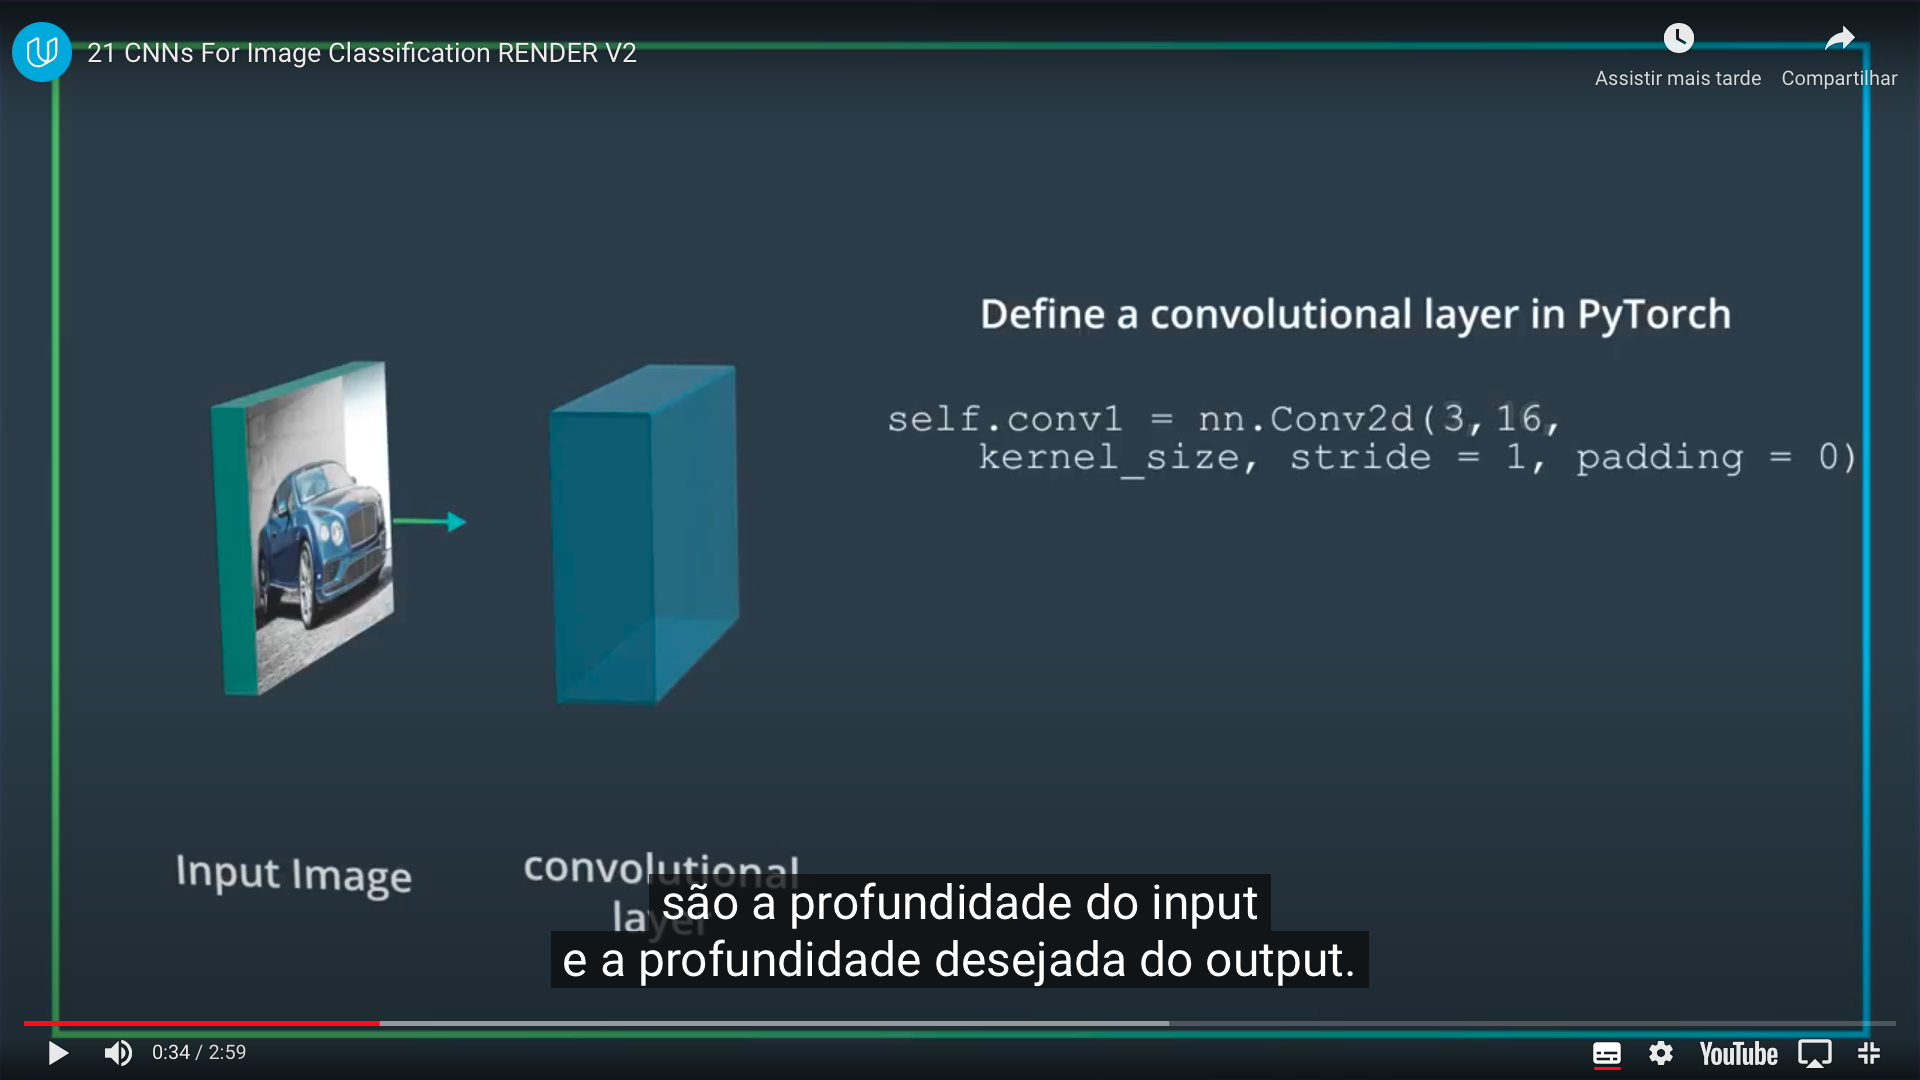 21 CNNs For Image Classification RENDER V2
Assistir mais tarde
Compartilhar
Define a convolutional layer in PyTorch
self.conv1 = nn.Conv2d(3, 16,
kernel_size, stride = 1, padding = 0)
Input Image
convolutional
layer
são a profundidade do input
e a profundidade desejada do output.
0:34 / 2:59
YouTube